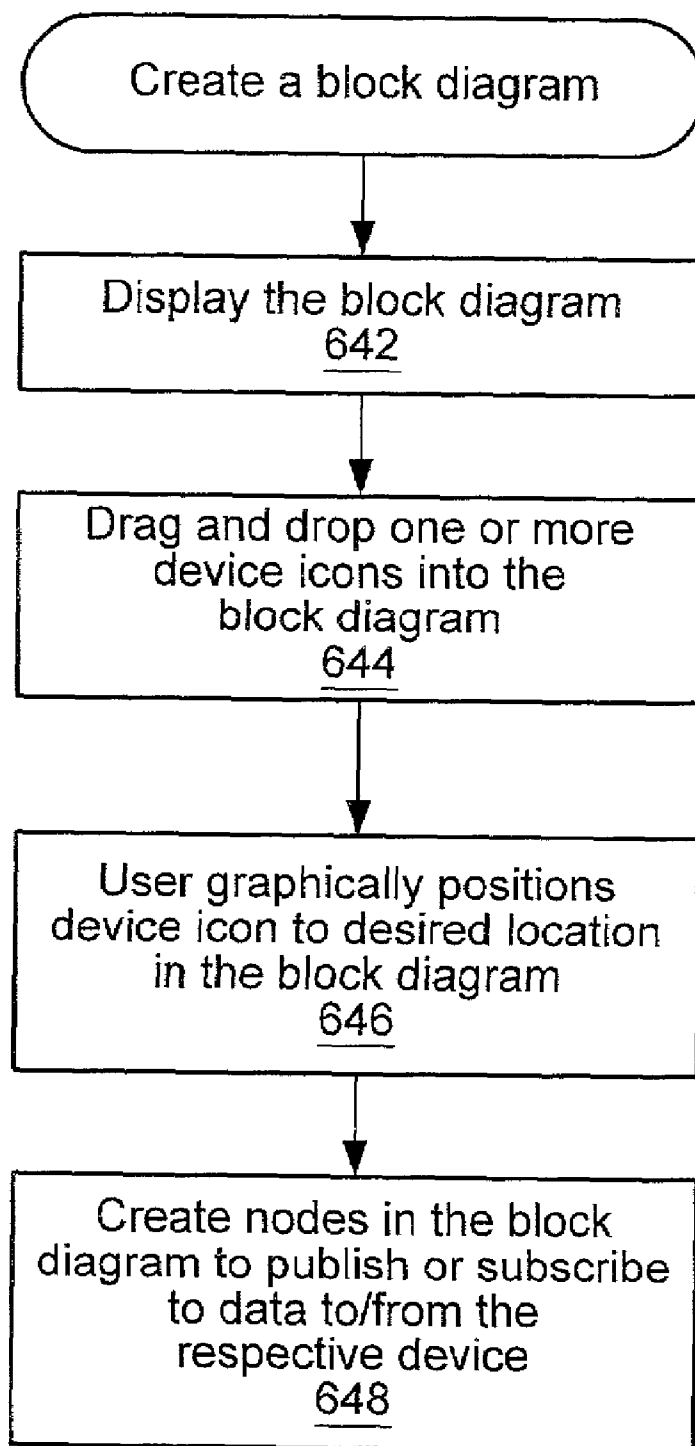 Create a block diagram
Display the block diagram
642
Drag and drop one or more
device icons into the
block diagram
644
User graphically positions
device icon to desired location
in the block diagram
646
Create nodes in the block
diagram to publish or subscribe
to data to/from the
respective device
648